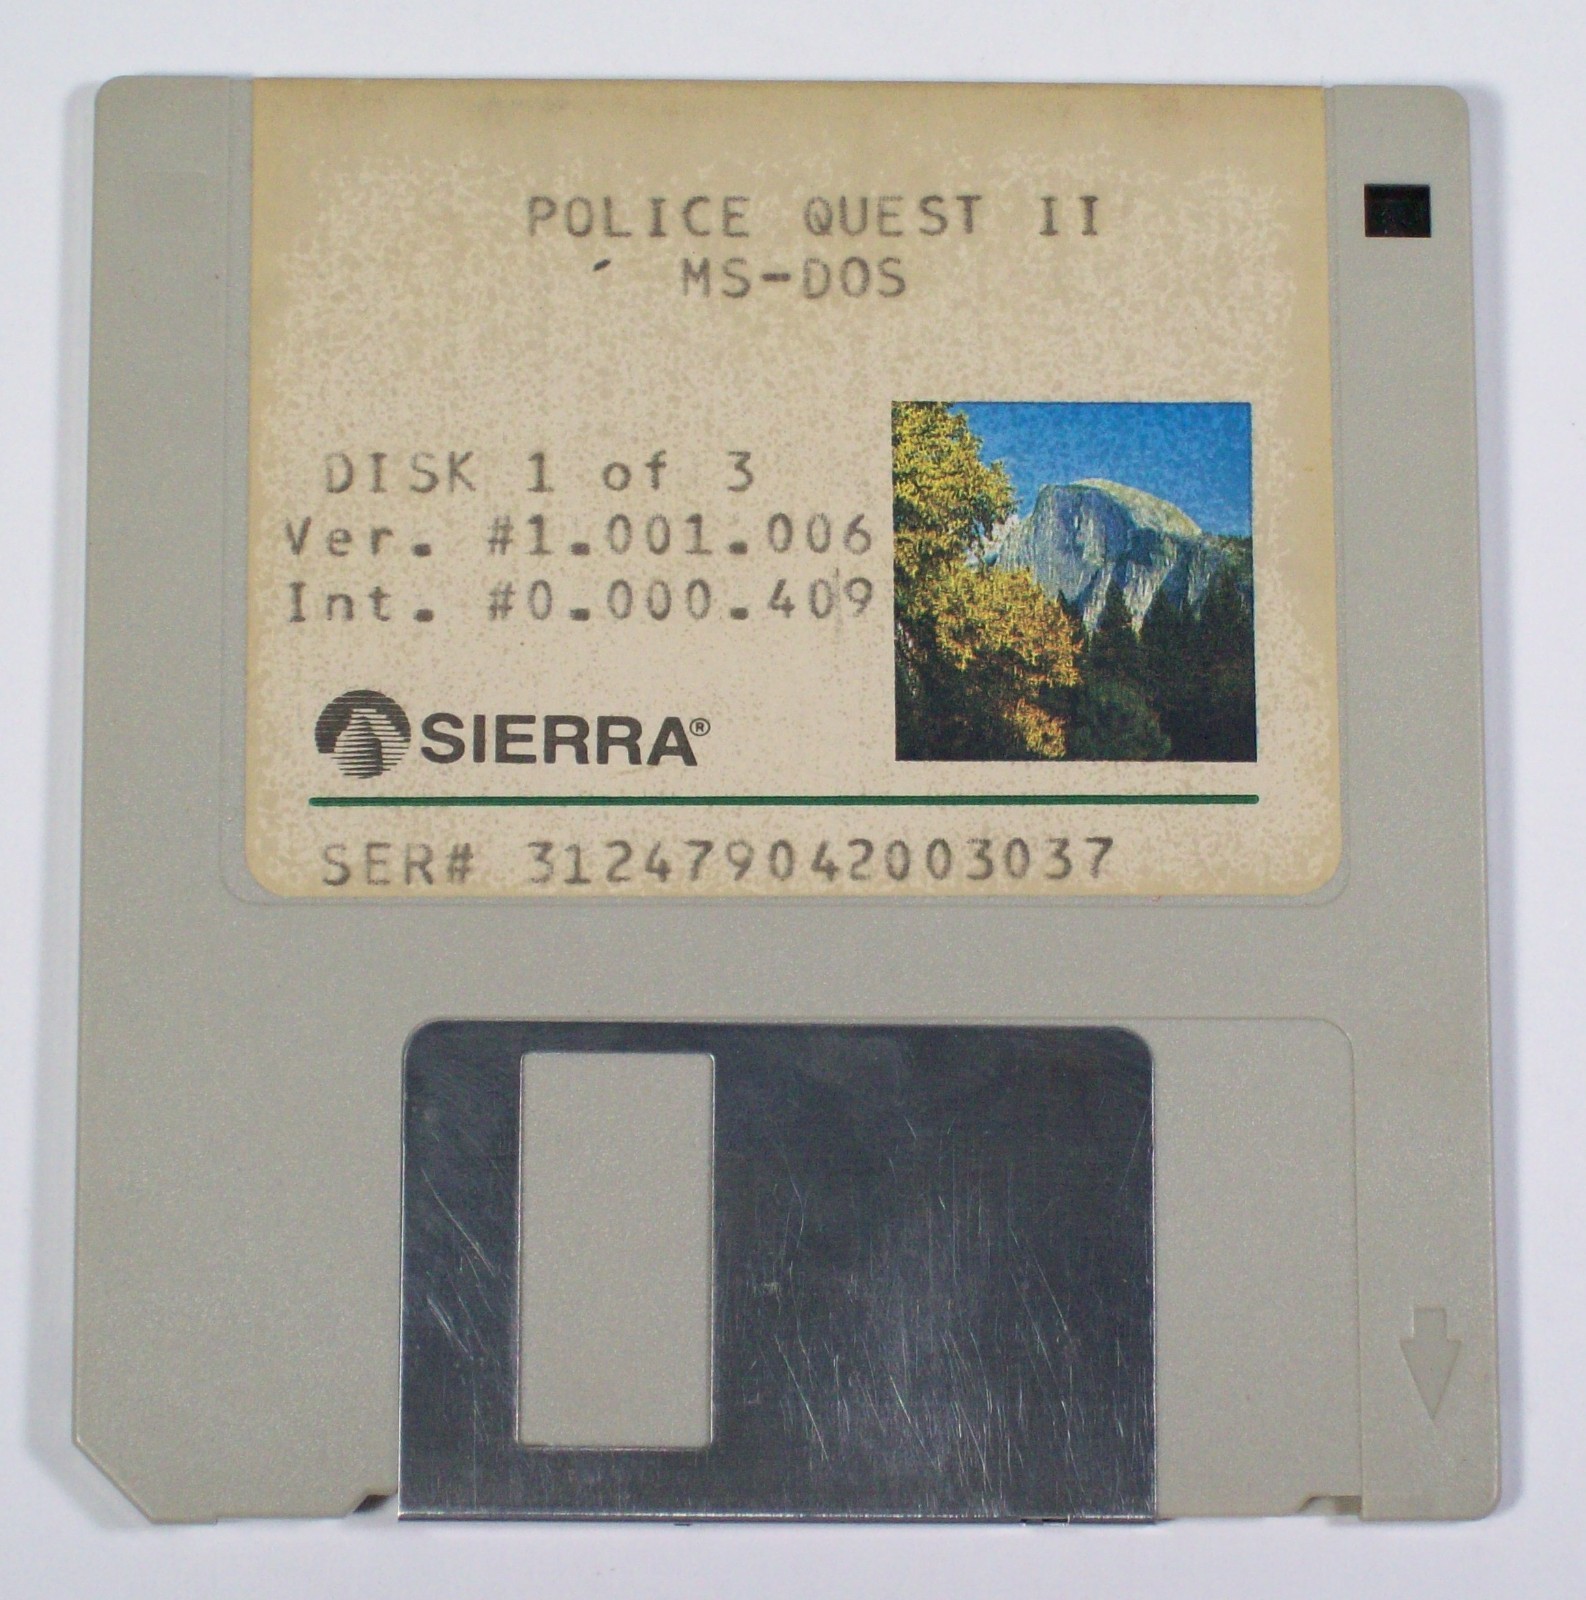 POLICE QUEST II
MS-DOS
DISK 1 of 3
Ver. #1.001.006
Int. #0.000.409
SIERRA®
SER# 312479042003037